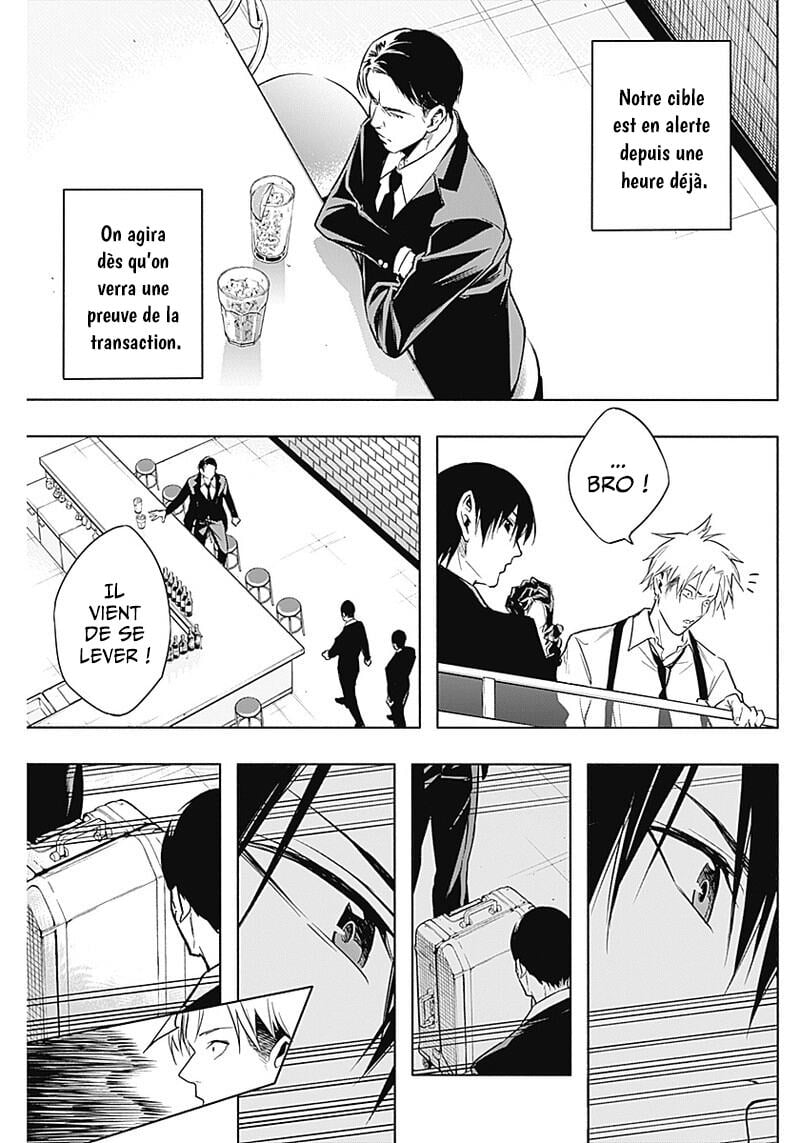 Notre cible
est en alerte
depuis une
heure déjà.
On agira
dès qu'on
verra une
preuve de la
transaction.
...
BRO !
IL
VIENT
DE SE
LEVER !